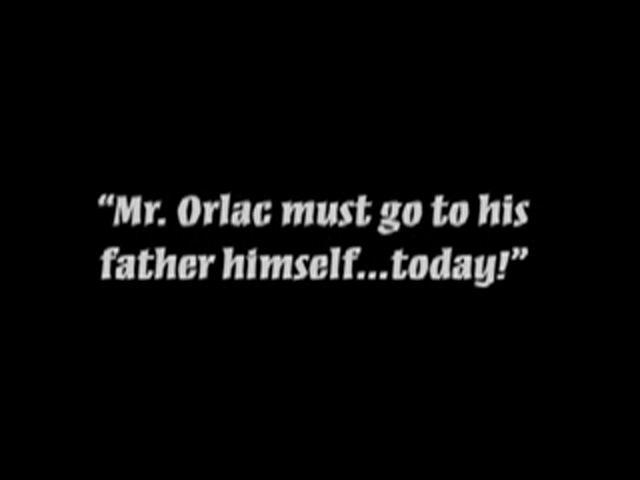 “Mr. Orlac must go to his
father himself...today!”